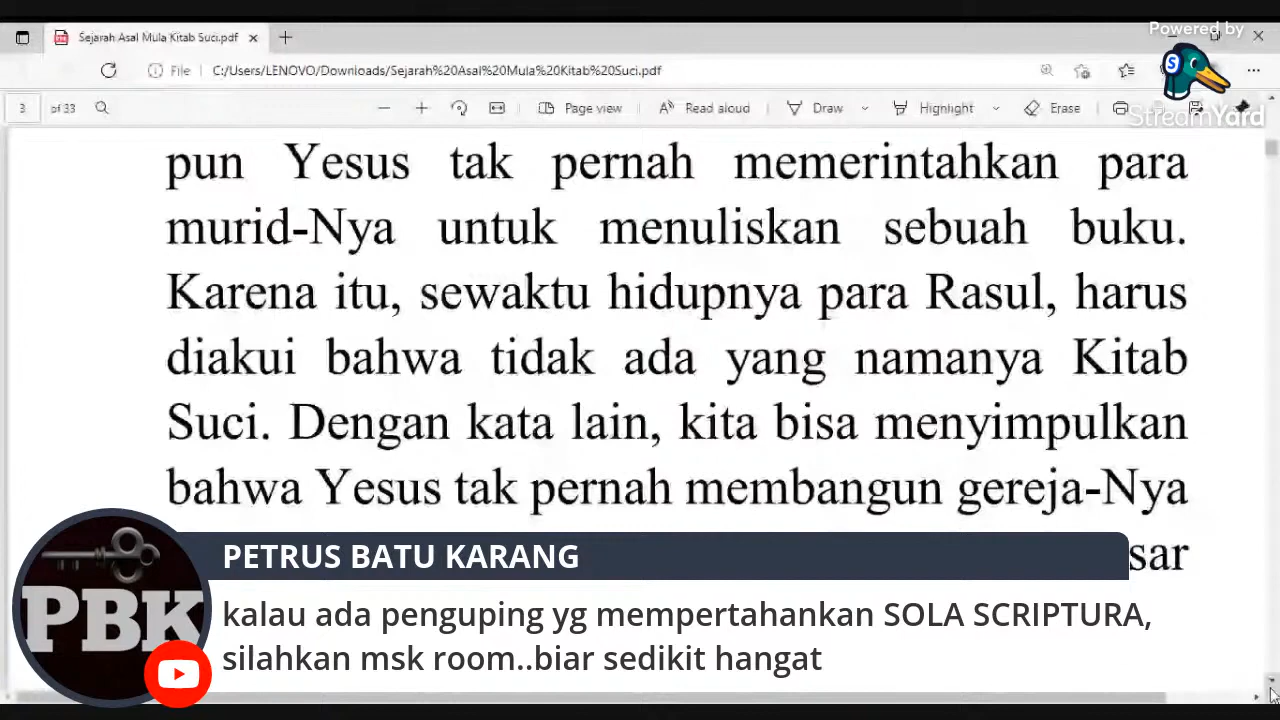 Powered by
Sejarah Asal Mula Kitab Suci.pdf
File C:/Users/LENOVO/Downloads/Sejarah%20Asal%20Mula%20Kitab%20Suci.pdf
S
3 of 33 Page view Read aloud Draw Highlight Erase
StreamYard
pun Yesus tak pernah memerintahkan para
murid-Nya untuk menuliskan sebuah buku.
Karena itu, sewaktu hidupnya para Rasul, harus
diakui bahwa tidak ada yang namanya Kitab
Suci. Dengan kata lain, kita bisa menyimpulkan
bahwa Yesus tak pernah membangun gereja-Nya
sar
PETRUS BATU KARANG
PBK
kalau ada penguping yg mempertahankan SOLA SCRIPTURA,
silahkan msk room..biar sedikit hangat